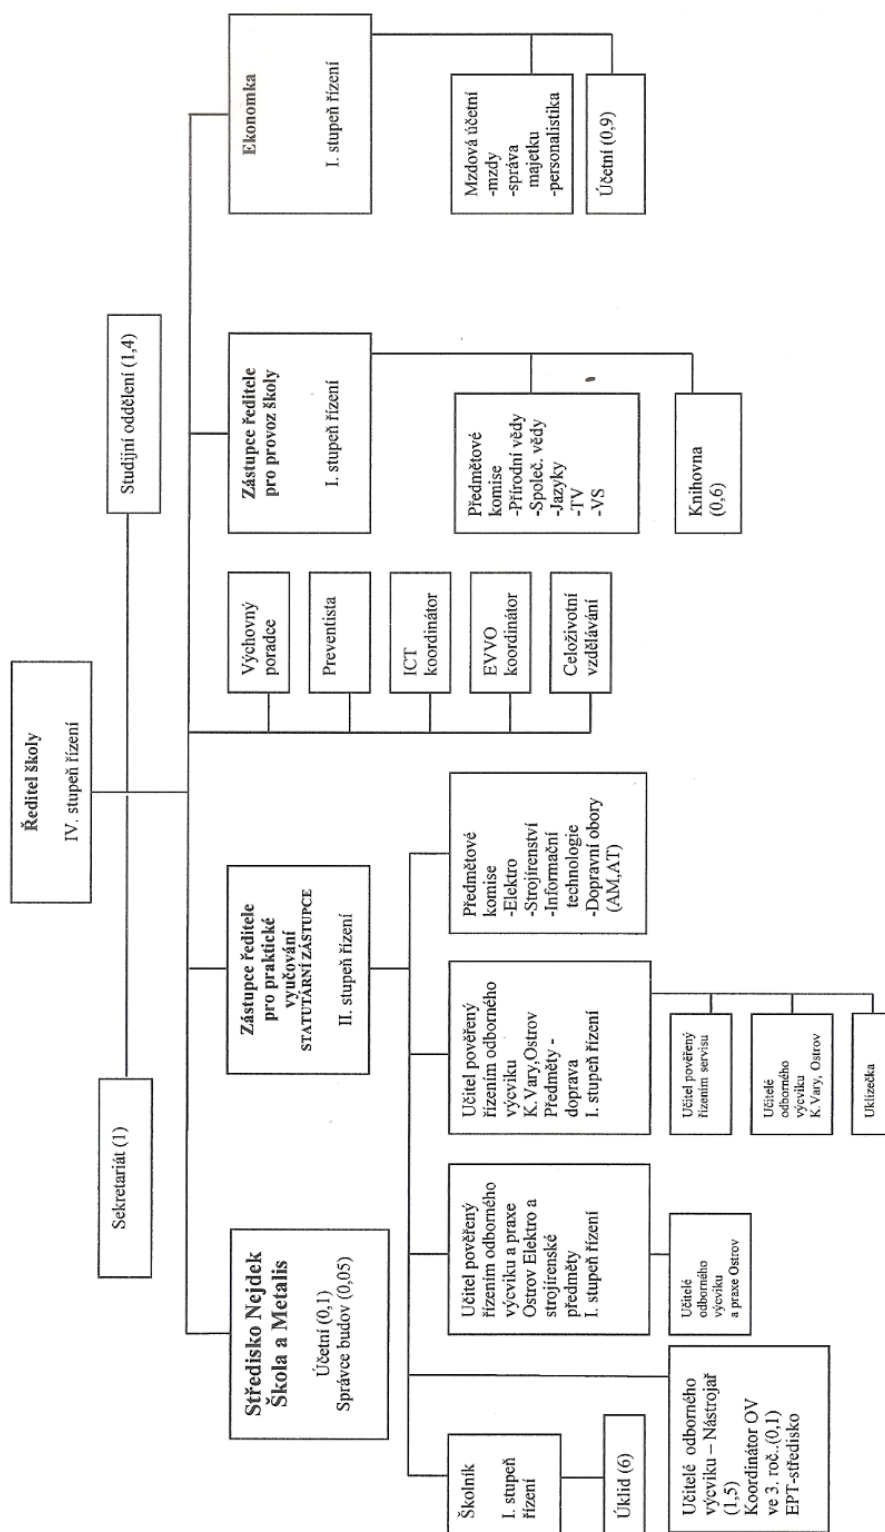 Ředitel školy
IV. stupeň řízení
Sekretariát (1)
Studijní oddělení (1,4)
Středisko Nejdek
Škola a Metalis
Účetní (0,1)
Správce budov (0,05)
Zástupce ředitele
pro praktické
vyučování
STATUTÁRNÍ ZÁSTUPCE
II. stupeň řízení
Výchovný
poradce
Preventista
ICT
koordinátor
EVVO
koordinátor
Celoživotní
vzdělávání
Zástupce ředitele
pro provoz školy
I. stupeň řízení
Ekonomka
I. stupeň řízení
Školník
I. stupeň
řízení
Úklid (6)
Učitelé odborného
výcviku – Nástrojař
(1,5)
Koordinátor OV
ve 3. roč..(0,1)
EPT-středisko
Učitel pověřený
řízením odborného
výcviku a praxe
Ostrov Elektro a
strojírenské
předměty
I. stupeň řízení
Učitelé
odborného
výcviku
a praxe Ostrov
Učitel pověřený
řízením odborného
výcviku
K.Vary,Ostrov
Předměty -
doprava
I. stupeň řízení
Učitel pověřený
řízením servisu
Učitelé
odborného
výcviku
K.Vary, Ostrov
Uklízečka
Předmětové
komise
-Elektro
-Strojírenství
-Informační
technologie
-Dopravní obory
(AM,AT)
Předmětové
komise
-Přírodní vědy
-Společ. vědy
-Jazyky
-TV
-VS
Knihovna
(0,6)
Mzdová účetní
-mzdy
-správa
majetku
-personalistika
Účetní (0,9)